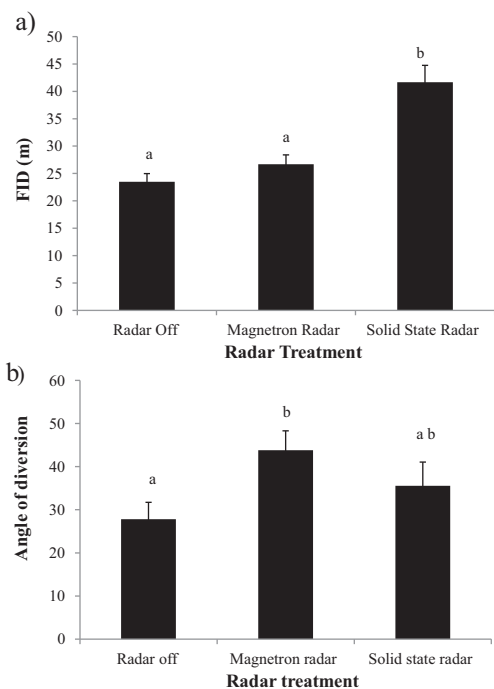 a)
50
45
40
35
30
25
20
15
10
5
0
FID (m)
a
a
b
Radar Off Magnetron Radar Solid State Radar
Radar Treatment
b)
60
50
40
30
20
10
0
Angle of diversion
a
b
a b
Radar off Magnetron radar Solid state radar
Radar treatment